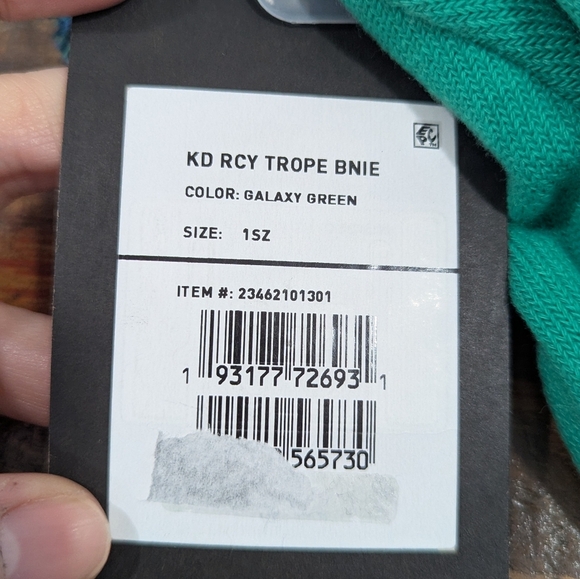 KD RCY TROPE BNIE
COLOR: GALAXY GREEN
SIZE: 1SZ
ITEM #: 23462101301
1 93177 72693 1
565730